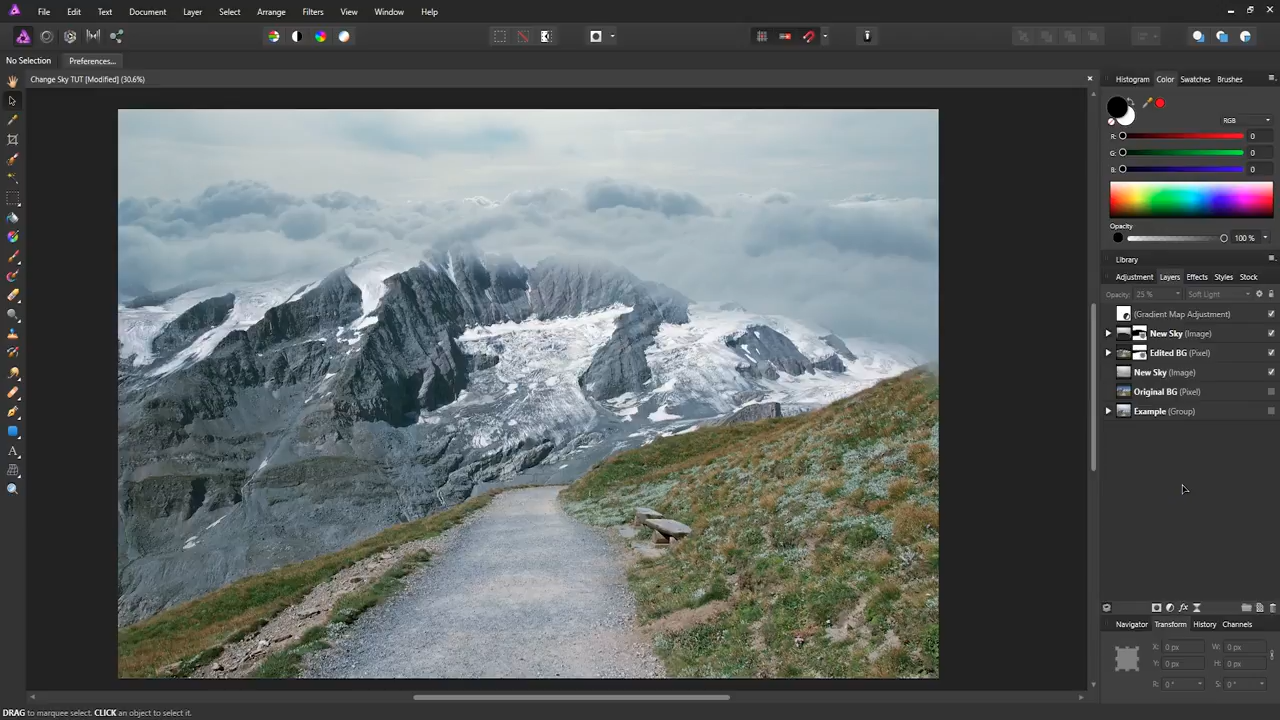 File Edit Text Document Layer Select Arrange Filters View Window Help
No Selection Preferences...
Change Sky TUT [Modified] (30.6%)
Histogram Color Swatches Brushes
RGB
R: 0
G: 0
B: 0
Opacity
100 %
Library
Adjustment Layers Effects Styles Stock
Opacity: 25 % Soft Light
(Gradient Map Adjustment)
New Sky (Image)
Edited BG (Pixel)
New Sky (Image)
Original BG (Pixel)
Example (Group)
Navigator Transform History Channels
X: 0 px W: 0 px
Y: 0 px H: 0 px
R: 0 ° S: 0 °
DRAG to marquee select. CLICK an object to select it.